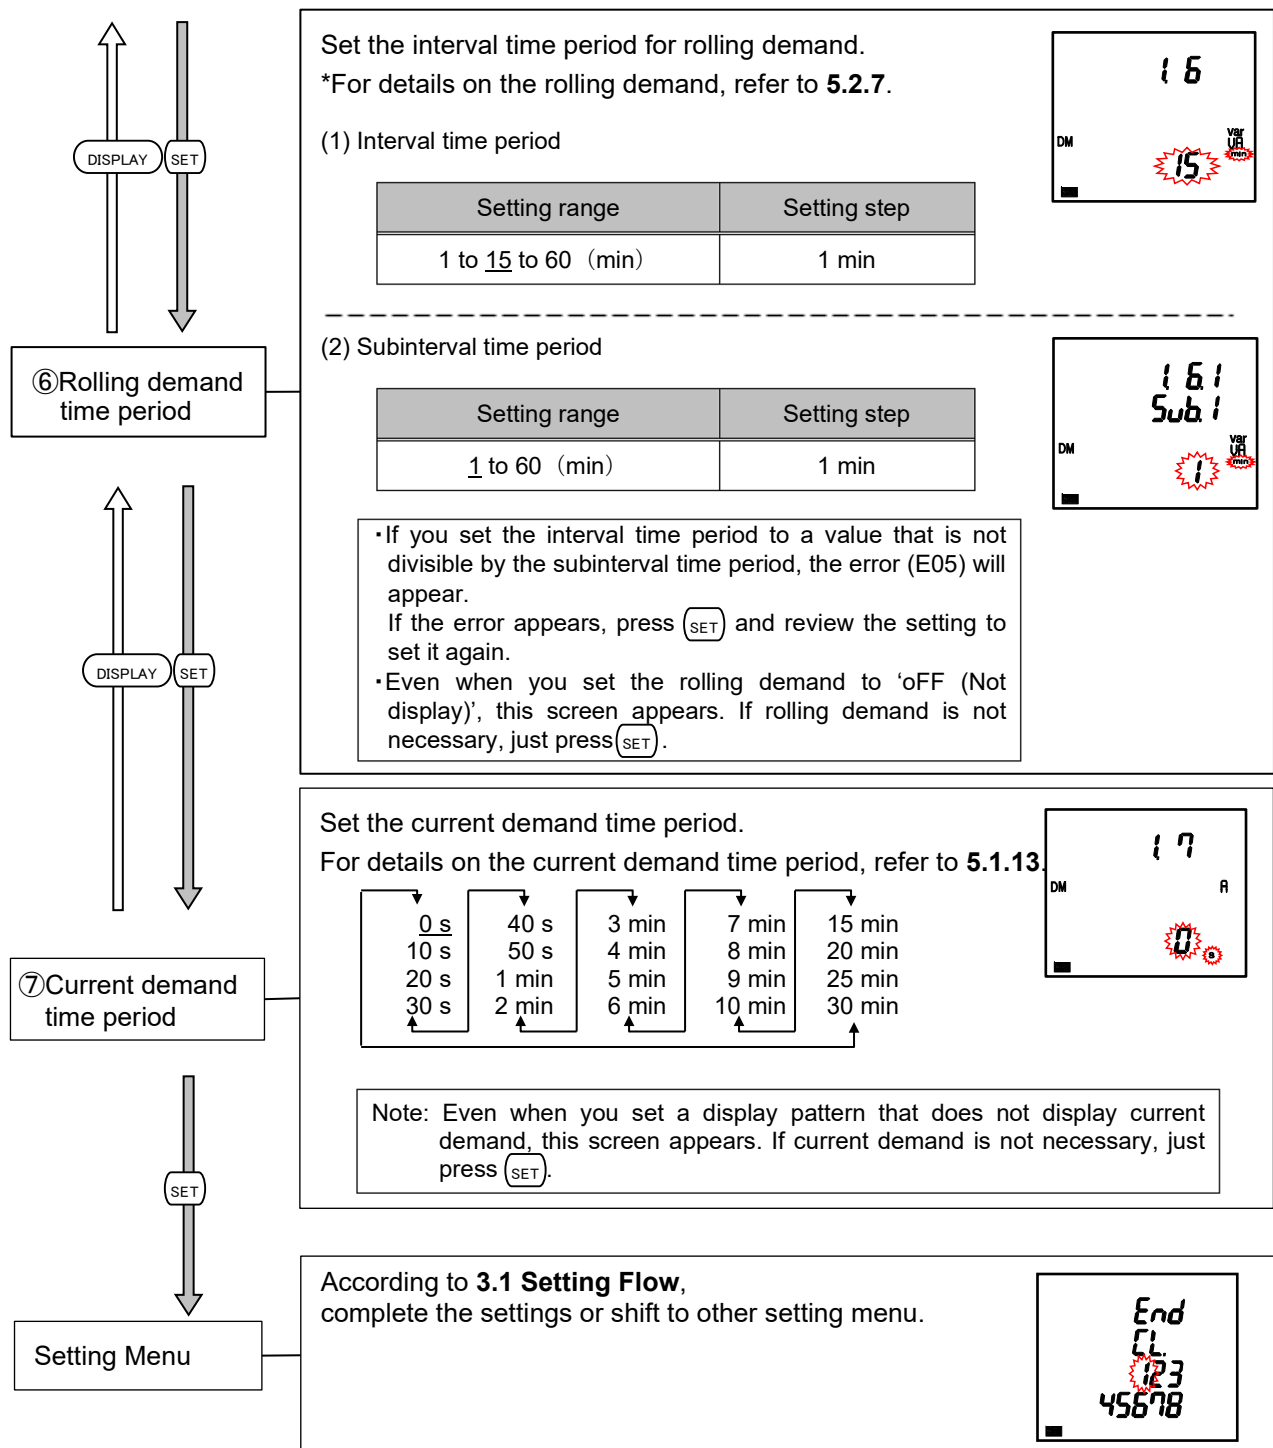 Set the interval time period for rolling demand.
*For details on the rolling demand, refer to 5.2.7.
1.6
DM
var
VA
min
15
DISPLAY SET
(1) Interval time period
Setting range Setting step
1 to 15 to 60 (min) 1 min
(2) Subinterval time period
⑥Rolling demand
time period
1.6.1
Sub.1
DM
var
VA
min
1
Setting range Setting step
1 to 60 (min) 1 min
・If you set the interval time period to a value that is not
divisible by the subinterval time period, the error (E05) will
appear.
If the error appears, press SET and review the setting to
set it again.
・Even when you set the rolling demand to ‘oFF (Not
display)’, this screen appears. If rolling demand is not
necessary, just press SET.
DISPLAY SET
Set the current demand time period.
For details on the current demand time period, refer to 5.1.13.
1.7
DM
A
0 s
0 s 40 s 3 min 7 min 15 min
10 s 50 s 4 min 8 min 20 min
20 s 1 min 5 min 9 min 25 min
30 s 2 min 6 min 10 min 30 min
⑦Current demand
time period
Note: Even when you set a display pattern that does not display current
demand, this screen appears. If current demand is not necessary, just
press SET.
SET
According to 3.1 Setting Flow,
complete the settings or shift to other setting menu.
Setting Menu
End
CL.
123
45678